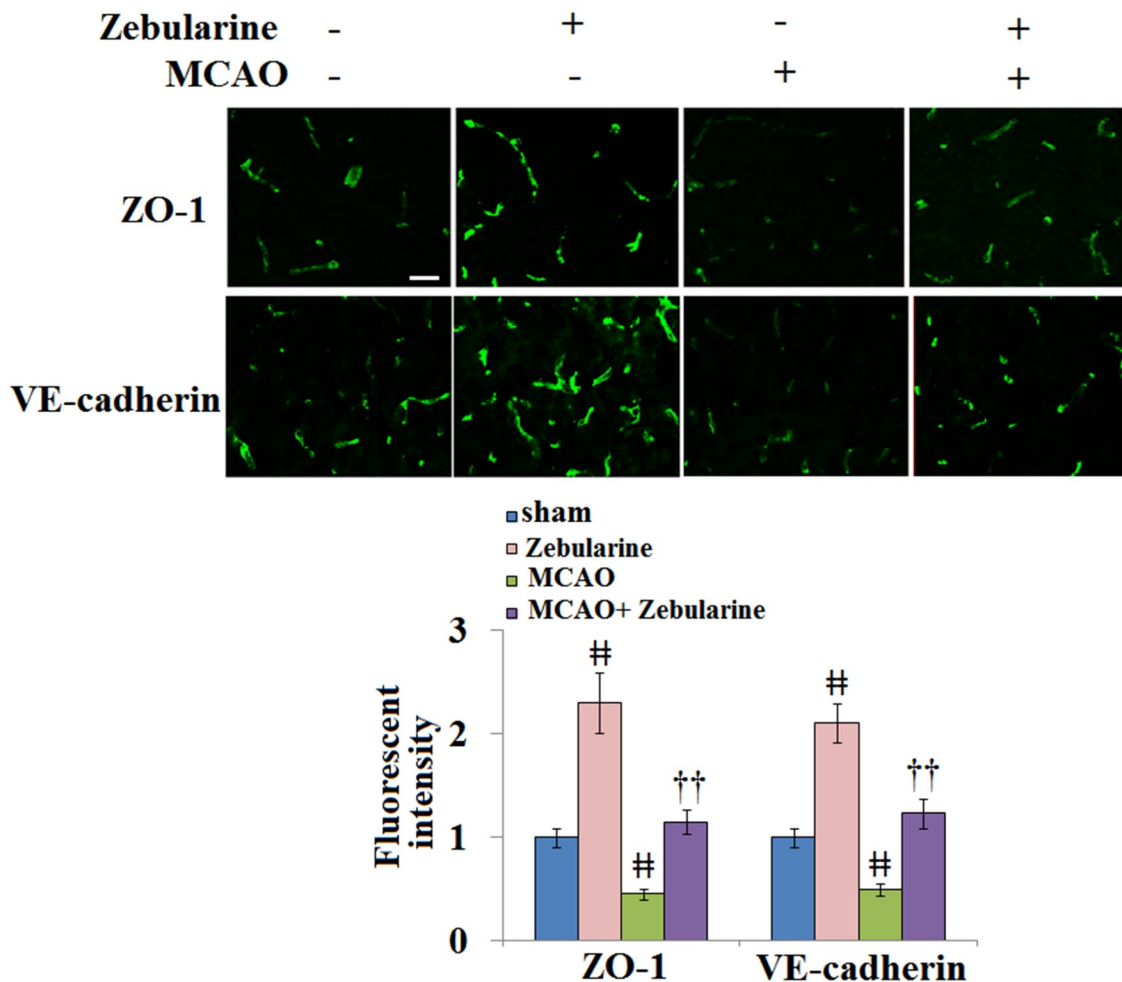 Zebularine - + - +
MCAO - - + +
ZO-1
VE-cadherin
sham
Zebularine
MCAO
MCAO+ Zebularine
Fluorescent
intensity
3
2
1
0
#
#
††
#
#
††
ZO-1 VE-cadherin